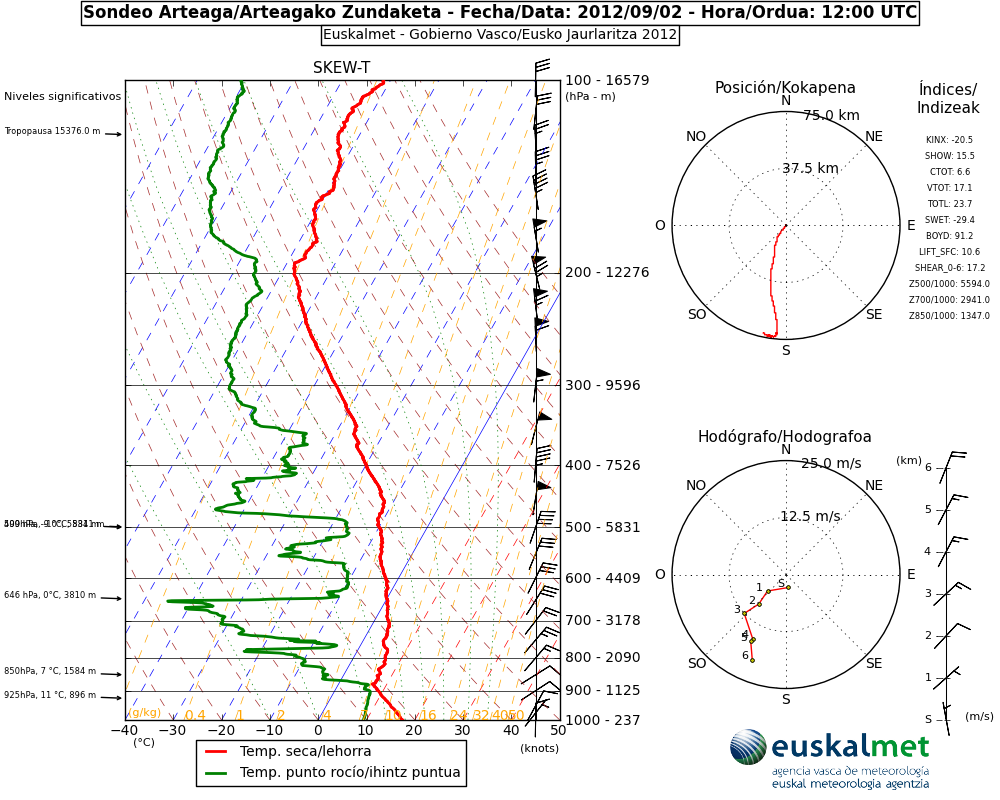 Sondeo Arteaga/Arteagako Zundaketa - Fecha/Data: 2012/09/02 - Hora/Ordua: 12:00 UTC
Euskalmet - Gobierno Vasco/Eusko Jaurlaritza 2012
SKEW-T
Niveles significativos
Tropopausa 15376.0 m
646 hPa, 0°C, 3810 m
850hPa, 7 °C, 1584 m
925hPa, 11 °C, 896 m
100 - 16579
(hPa - m)
200 - 12276
300 - 9596
400 - 7526
500 - 5831
600 - 4409
700 - 3178
800 - 2090
900 - 1125
1000 - 237
(g/kg) 0.4 1 2 4 7 10 16 24 32 40 50
−40 −30 −20 −10 0 10 20 30 40 50
(°C)
(knots)
Temp. seca/lehorra
Temp. punto rocío/ihintz puntua
Posición/Kokapena
N
75.0 km
NO
NE
37.5 km
O
E
SO
SE
S
Índices/
Indizeak
KINX: -20.5
SHOW: 15.5
CTOT: 6.6
VTOT: 17.1
TOTL: 23.7
SWET: -29.4
BOYD: 91.2
LIFT_SFC: 10.6
SHEAR_0-6: 17.2
Z500/1000: 5594.0
Z700/1000: 2941.0
Z850/1000: 1347.0
Hodógrafo/Hodografoa
N
25.0 m/s
NO
NE
12.5 m/s
O
E
S
1
2
3
4
5
6
SO
SE
S
(km)
6
5
4
3
2
1
S
(m/s)
euskalmet
agencia vasca de meteorología
euskal meteorologia agentzia